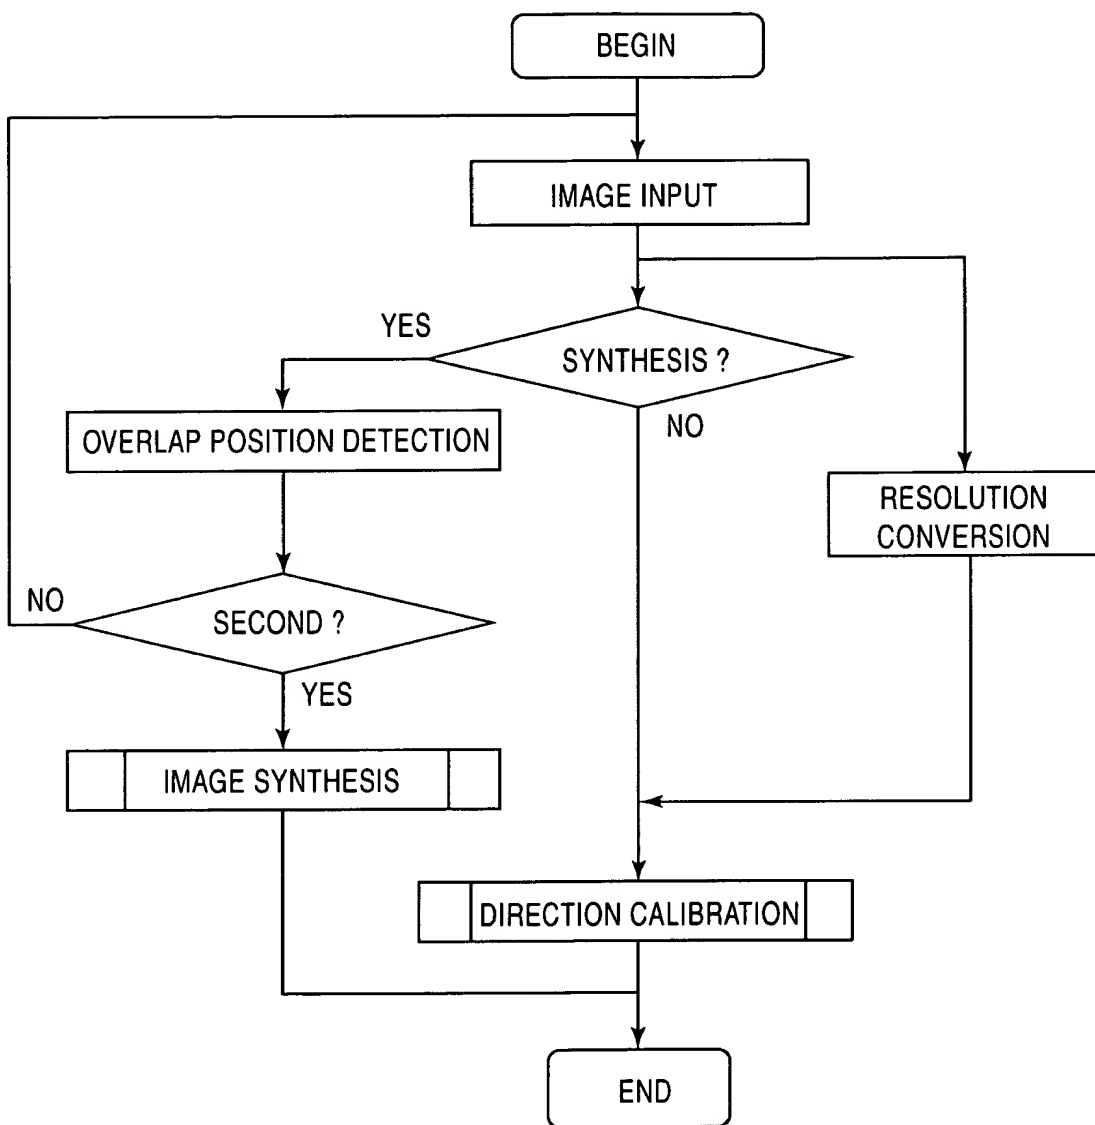 BEGIN
IMAGE INPUT
YES
SYNTHESIS ?
NO
OVERLAP POSITION DETECTION
RESOLUTION
CONVERSION
NO
SECOND ?
YES
IMAGE SYNTHESIS
DIRECTION CALIBRATION
END